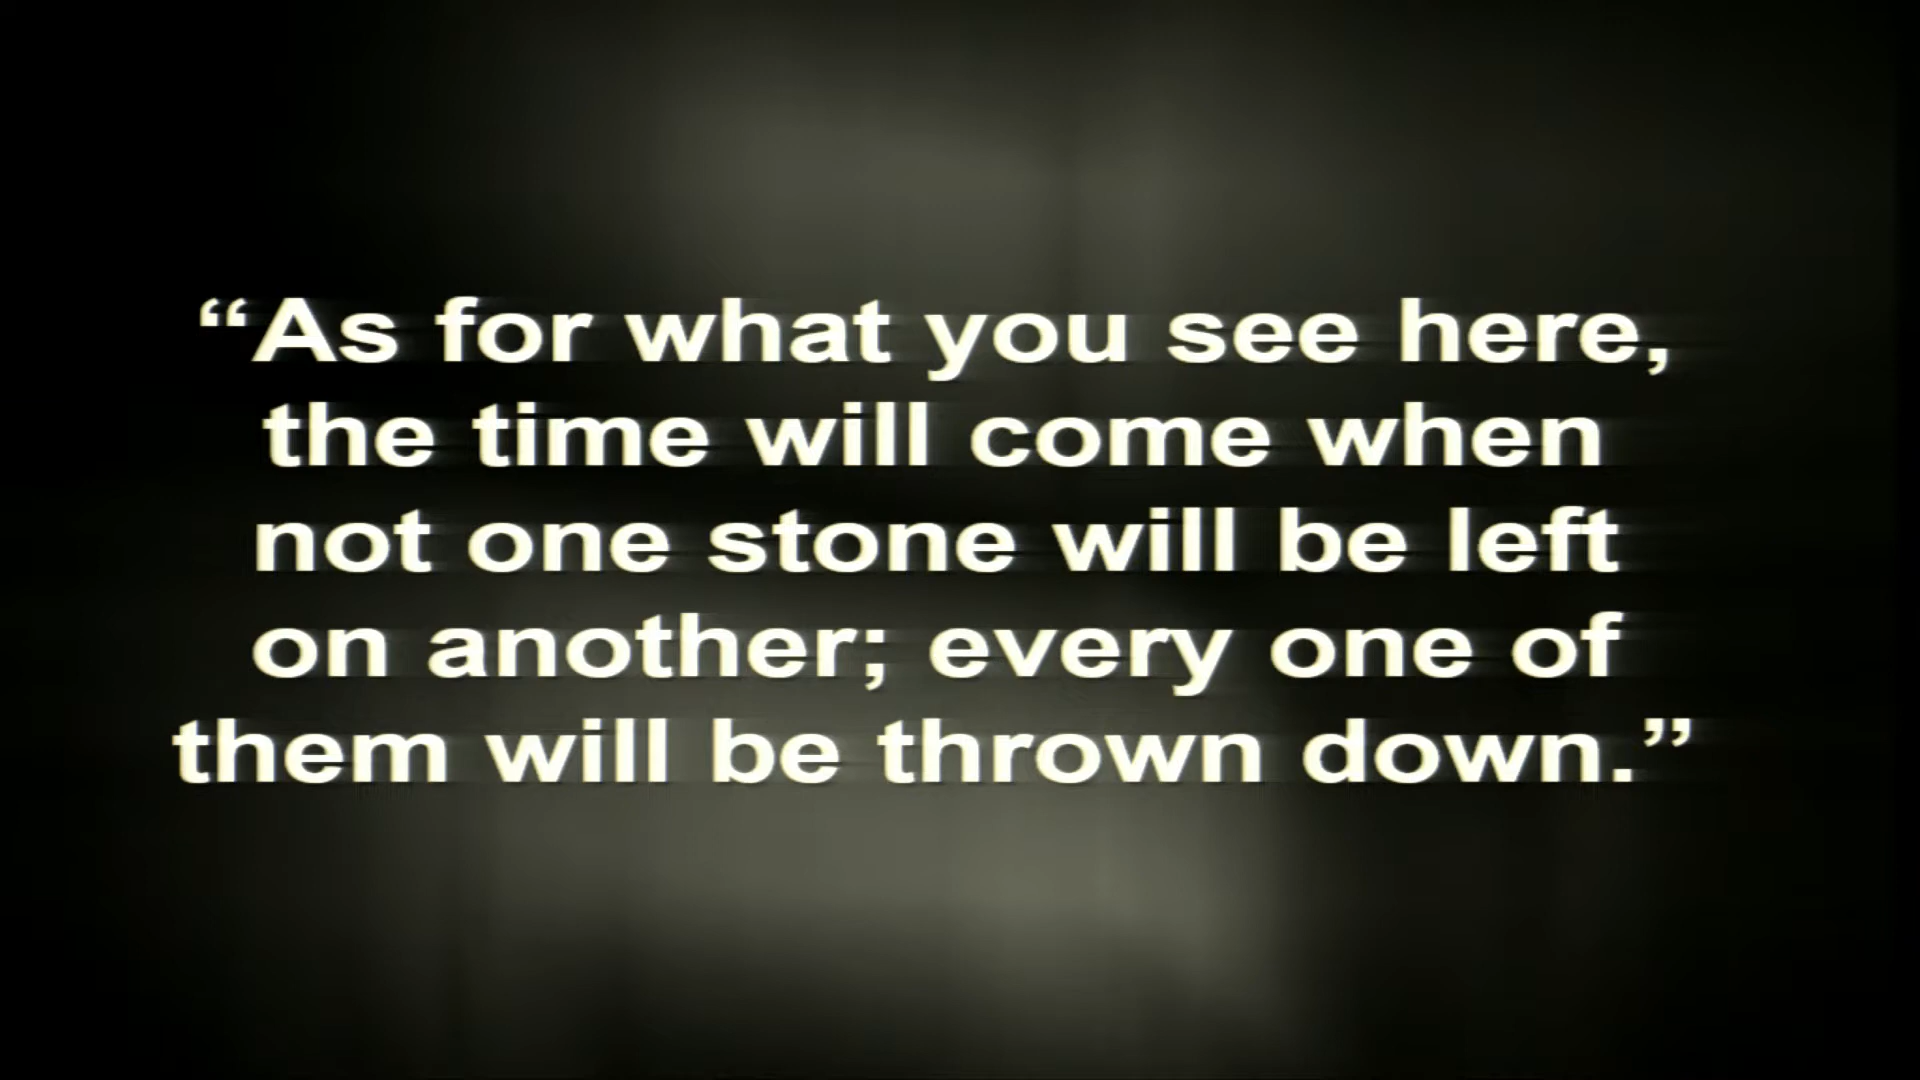 “As for what you see here,
the time will come when
not one stone will be left
on another; every one of
them will be thrown down.”